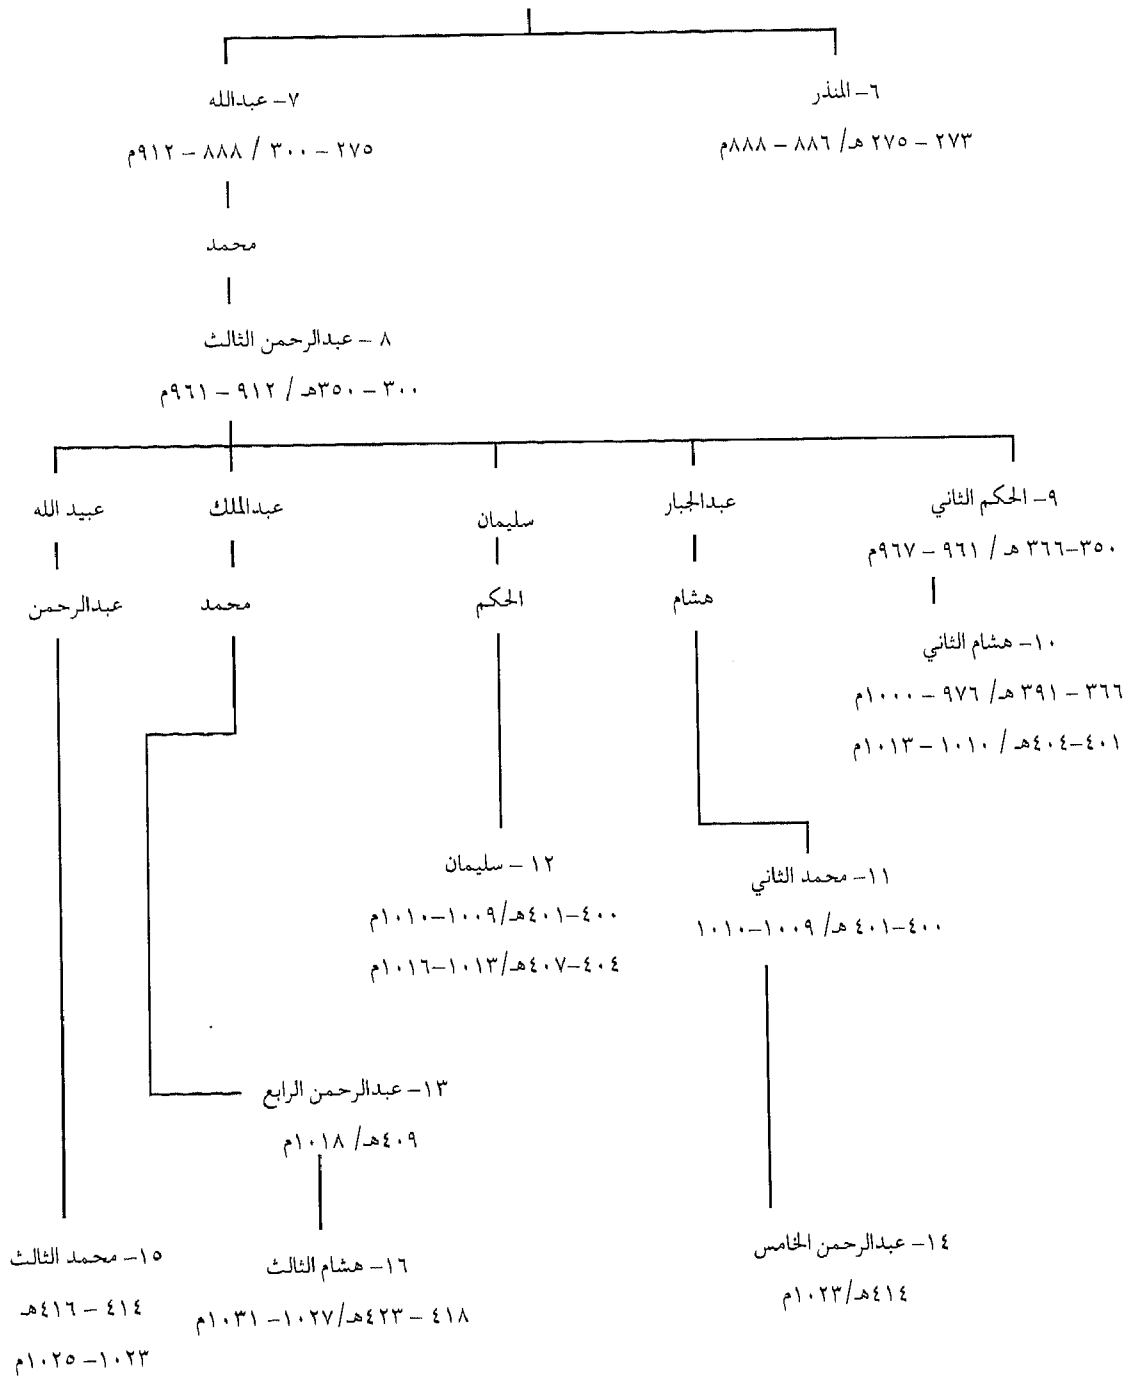 ٦- المنذر
٢٧٣ - ٢٧٥ هـ/ ٨٨٦ - ٨٨٨م
٧- عبدالله
٢٧٥ - ٣٠٠ / ٨٨٨ - ٩١٢م
محمد
٨ - عبدالرحمن الثالث
٣٠٠ - ٣٥٠هـ/ ٩١٢ - ٩٦١م
٩- الحكم الثاني
٣٥٠-٣٦٦ هـ/ ٩٦١ - ٩٦٧م
عبدالجبار
سليمان
عبدالملك
عبيد الله
١٠- هشام الثاني
٣٦٦ - ٣٩١ هـ/ ٩٧٦ - ١٠٠٠م
٤٠١-٤٠٤هـ/ ١٠١٠ - ١٠١٣م
هشام
الحكم
محمد
عبدالرحمن
١١- محمد الثاني
٤٠٠-٤٠١ هـ/ ١٠٠٩-١٠١٠
١٢ - سليمان
٤٠٠-٤٠١هـ/١٠٠٩-١٠١٠م
٤٠٤-٤٠٧هـ/١٠١٣-١٠١٦م
١٣- عبدالرحمن الرابع
٤٠٩هـ/ ١٠١٨م
١٤- عبدالرحمن الخامس
٤١٤هـ/١٠٢٣م
١٦- هشام الثالث
٤١٨ - ٤٢٣هـ/١٠٢٧-١٠٣١م
١٥- محمد الثالث
٤١٤ - ٤١٦هـ
١٠٢٣-١٠٢٥م